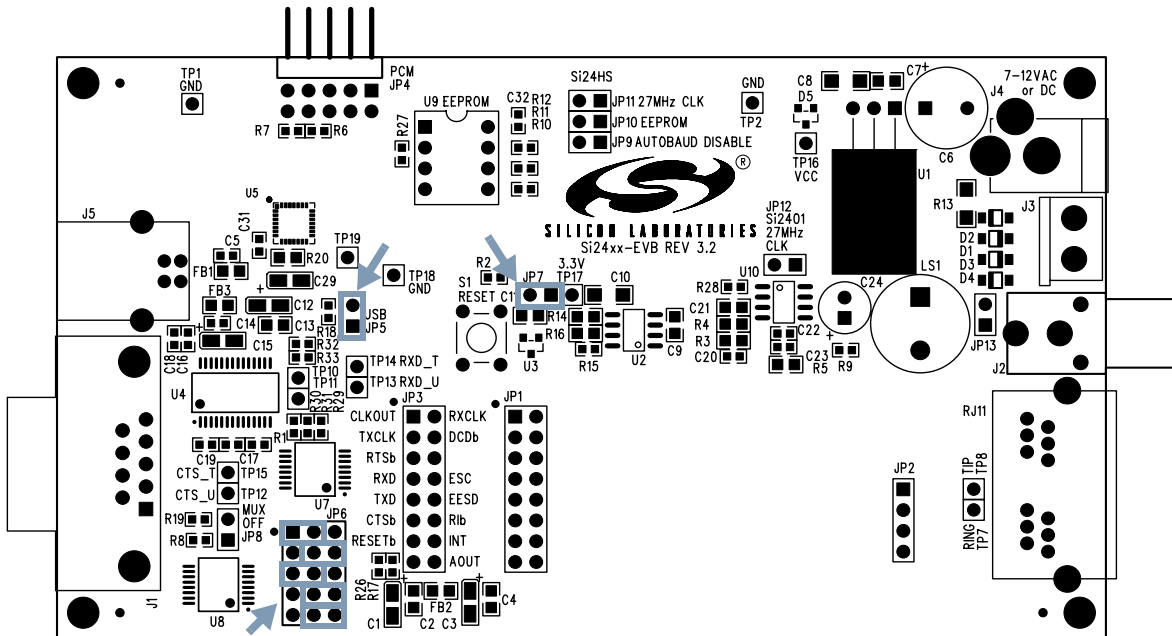 TP1
GND
PCM
JP4
U9 EEPROM
C32
R12
R11
R10
Si24HS
JP11 27MHz CLK
JP10 EEPROM
JP9 AUTOBAUD DISABLE
GND
TP2
C8
C7
+
D5
7-12VAC
or DC
J4
R7
R6
R27
TP16
VCC
C6
U1
®
SILICON LABORATORIES
Si24xx-EVB REV 3.2
JP12
Si2401
27MHz
CLK
R13
J3
D2
D1
D3
D4
J5
U5
C31
C5
FB1
R20
C29
TP19
TP18
GND
FB3
+
C12
C14
C13
R18
USB
JP5
S1
RESET
R2
JP7
3.3V
TP17
C10
C11
R14
R16
R15
U3
U2
C9
U10
R28
C21
R4
R3
C20
C22
C23
R5
R9
+
C24
LS1
JP13
J2
C18
C16
+
C15
R32
R33
TP10
TP11
TP14 RXD_T
TP13 RXD_U
U4
R30
R31
R29
R1
C19
C17
CTS_T
TP15
CTS_U
TP12
U7
MUX
OFF
JP8
R19
R8
U8
J1
JP6
JP3
JP1
CLKOUT
RXCLK
TXCLK
DCDb
RTSb
RXD
ESC
TXD
EESD
CTSb
RIb
RESETb
INT
AOUT
R26
R17
+
C1
C2
FB2
C3
+
C4
JP2
RJ11
TIP
TP8
RING
TP7